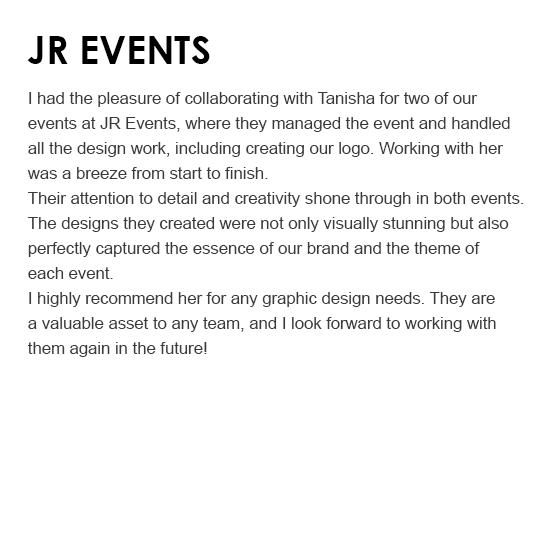 JR EVENTS
I had the pleasure of collaborating with Tanisha for two of our
events at JR Events, where they managed the event and handled
all the design work, including creating our logo. Working with her
was a breeze from start to finish.
Their attention to detail and creativity shone through in both events.
The designs they created were not only visually stunning but also
perfectly captured the essence of our brand and the theme of
each event.
I highly recommend her for any graphic design needs. They are
a valuable asset to any team, and I look forward to working with
them again in the future!